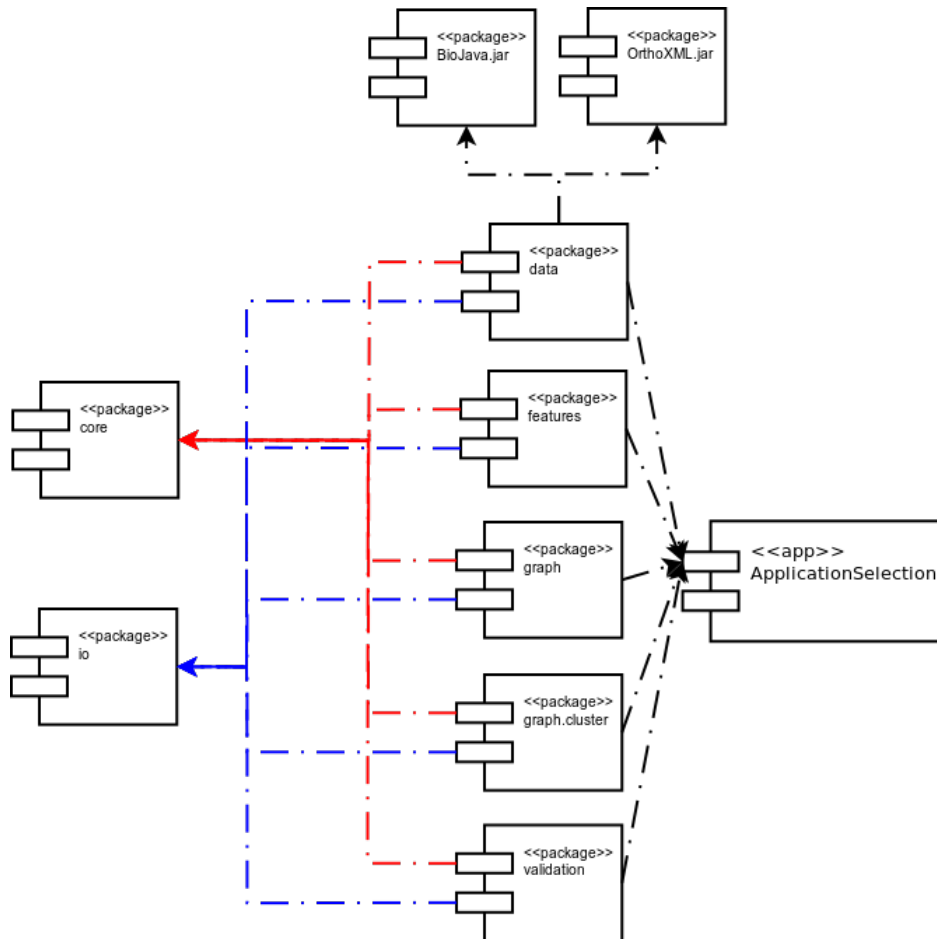 <<package>>
BioJava.jar
<<package>>
OrthoXML.jar
<<package>>
data
<<package>>
features
<<package>>
core
<<package>>
graph
<<app>>
ApplicationSelection
<<package>>
io
<<package>>
graph.cluster
<<package>>
validation